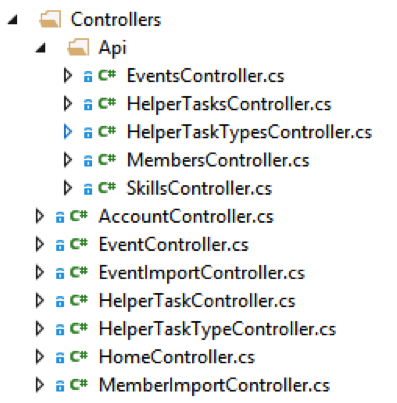 Controllers
Api
C# EventsController.cs
C# HelperTasksController.cs
C# HelperTaskTypesController.cs
C# MembersController.cs
C# SkillsController.cs
C# AccountController.cs
C# EventController.cs
C# EventImportController.cs
C# HelperTaskController.cs
C# HelperTaskTypeController.cs
C# HomeController.cs
C# MemberImportController.cs